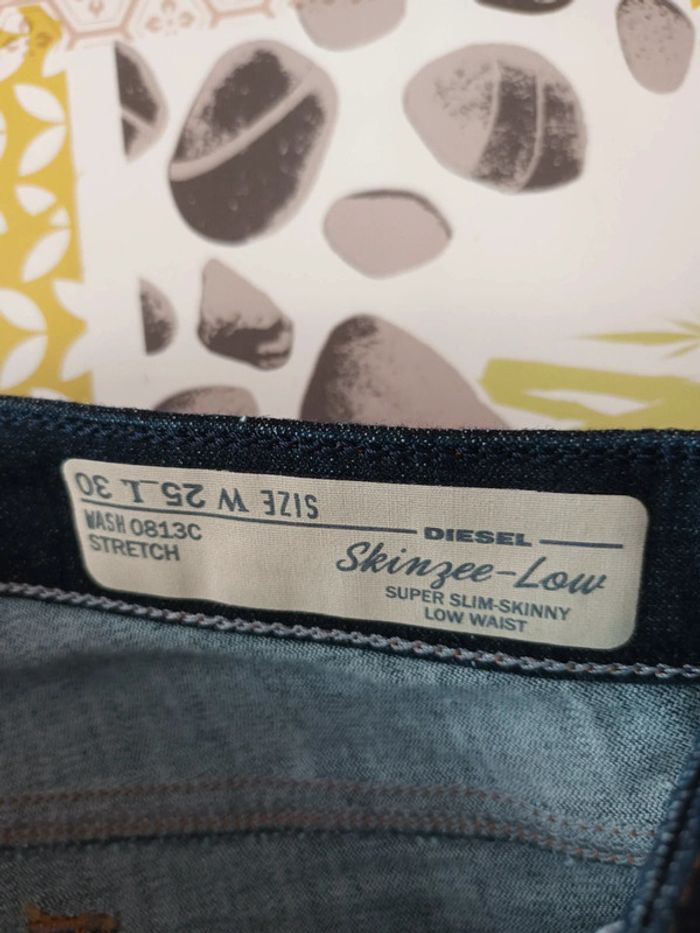 SIZE W 25 L 30
WASH 0813C
STRETCH
DIESEL
Skinzee-Low
SUPER SLIM-SKINNY
LOW WAIST